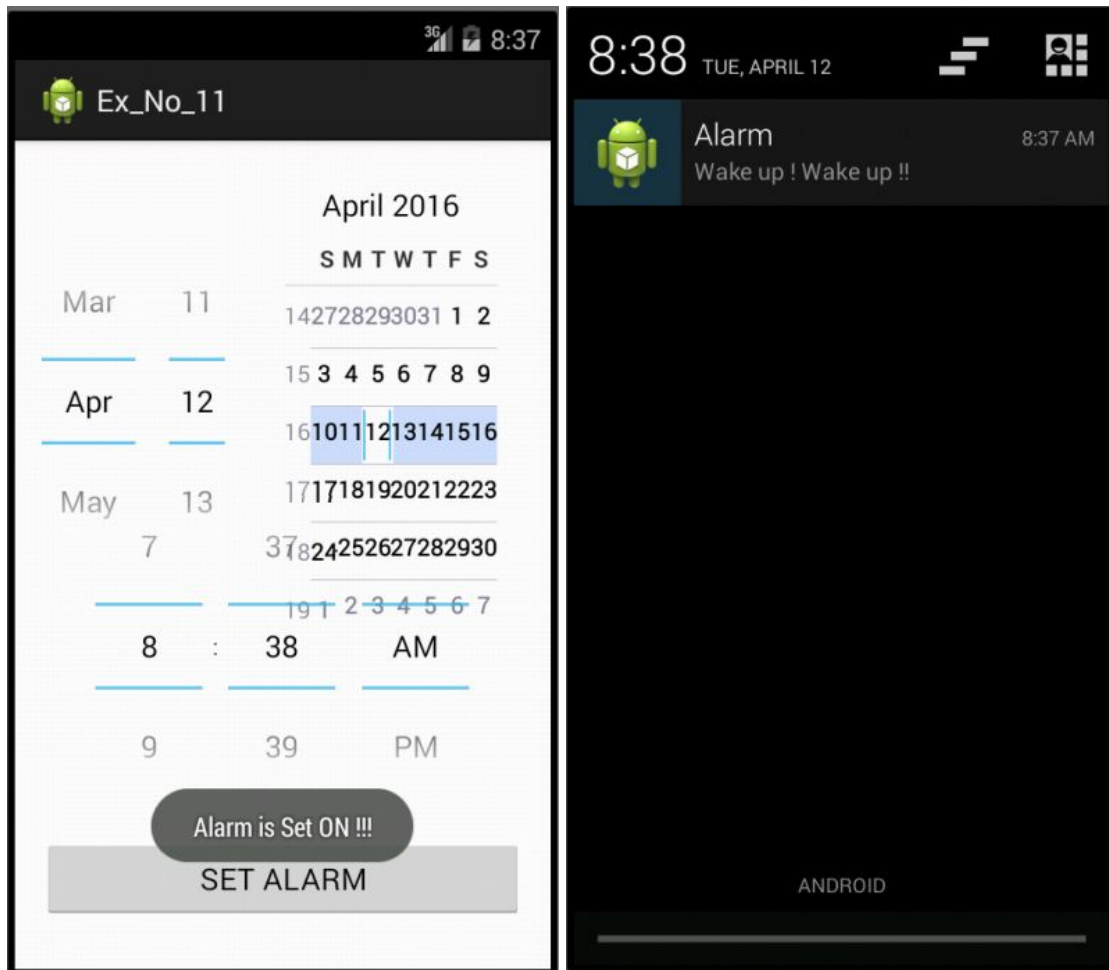 3G 8:37
Ex_No_11
April 2016
S M T W T F S
Mar 11
14 27 28 29 30 31 1 2
15 3 4 5 6 7 8 9
Apr 12
16 10 11 12 13 14 15 16
17 17 18 19 20 21 22 23
May 13
18 24 25 26 27 28 29 30
7 37
19 1 2 3 4 5 6 7
8 : 38 AM
9 39 PM
Alarm is Set ON !!!
SET ALARM
8:38 TUE, APRIL 12
Alarm 8:37 AM
Wake up ! Wake up !!
ANDROID